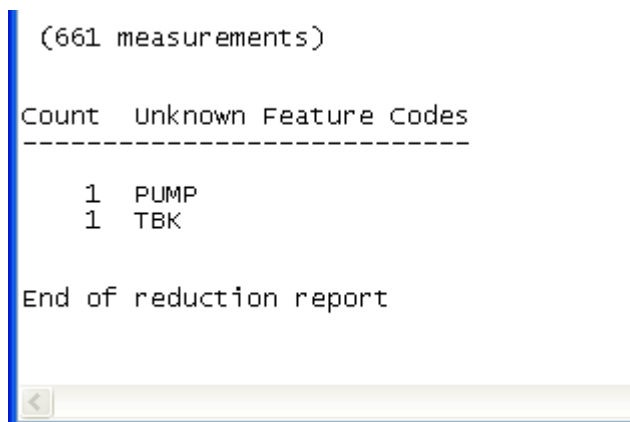 (661 measurements)
Count Unknown Feature Codes
----------------------------
1 PUMP
1 TBK
End of reduction report